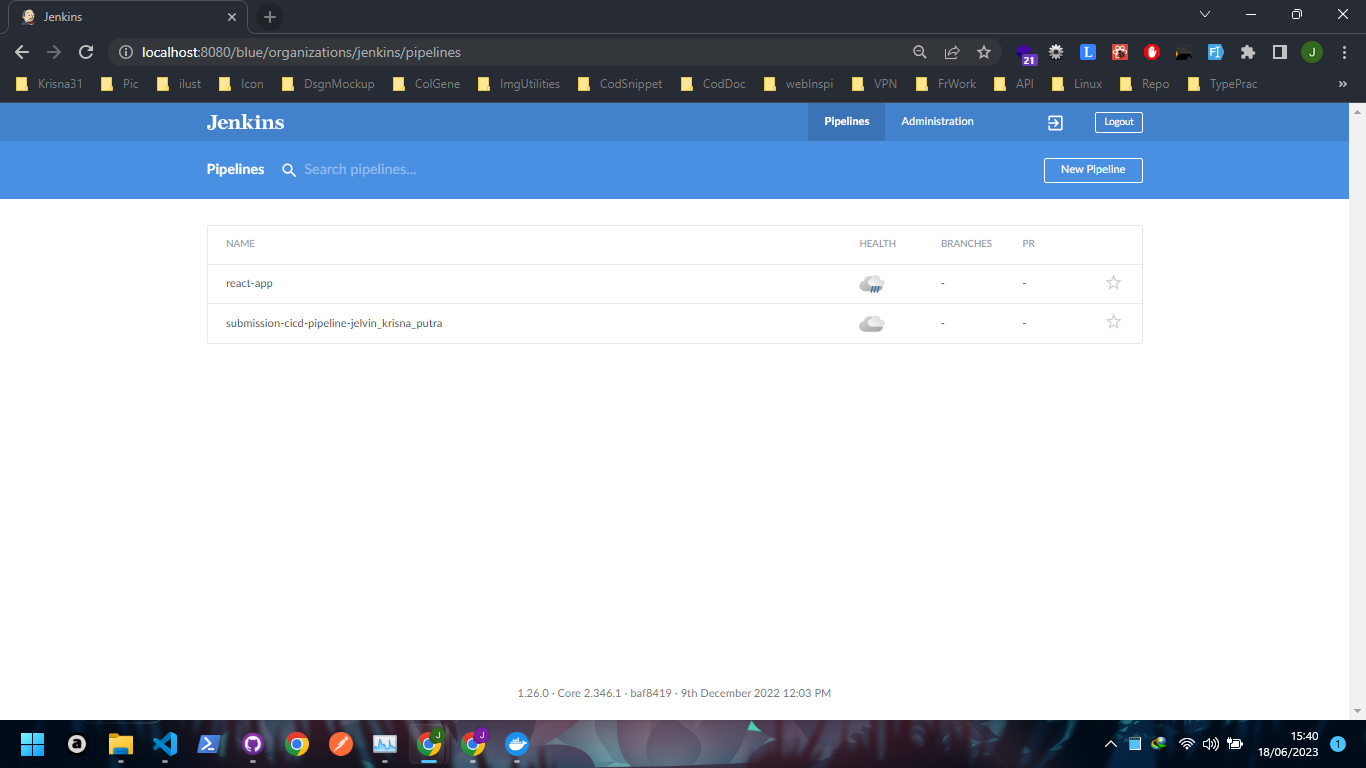 Jenkins
localhost:8080/blue/organizations/jenkins/pipelines
21
L
J
Krisna31 Pic ilust Icon DsgnMockup ColGene ImgUtilities CodSnippet CodDoc webInspi VPN FrWork API Linux Repo TypePrac »
Jenkins Pipelines Administration Logout
Pipelines Search pipelines... New Pipeline
NAME HEALTH BRANCHES PR
react-app - -
submission-cicd-pipeline-jelvin_krisna_putra - -
1.26.0 · Core 2.346.1 · baf8419 · 9th December 2022 12:03 PM
a
J
J
15:40
18/06/2023
1